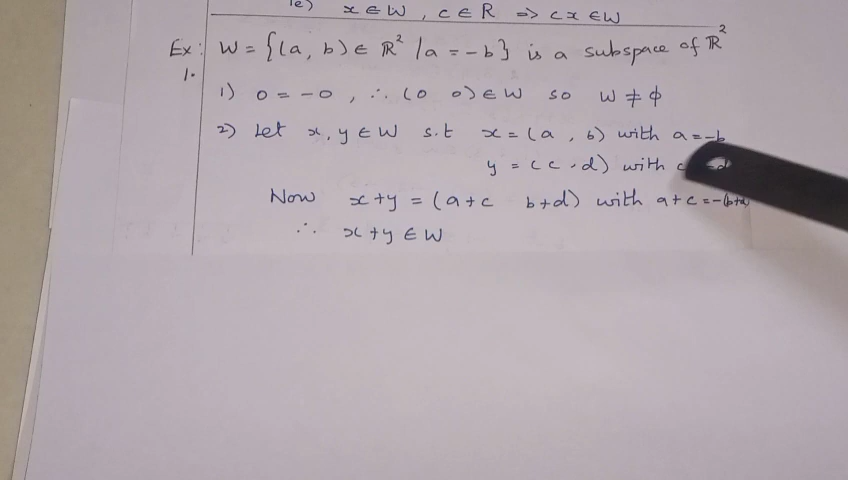 x ∈ W , c ∈ R ⇒ cx ∈ W
Ex: W = {(a, b) ∈ ℝ² / a = -b} is a subspace of ℝ²
1.
1) 0 = -0 , ∴ (0 0) ∈ W so W ≠ ϕ
2) Let x, y ∈ W s.t x = (a , b) with a = -b
y = (c , d) with
Now x+y = (a+c b+d) with a+c = -(b+d
∴ x+y ∈ W